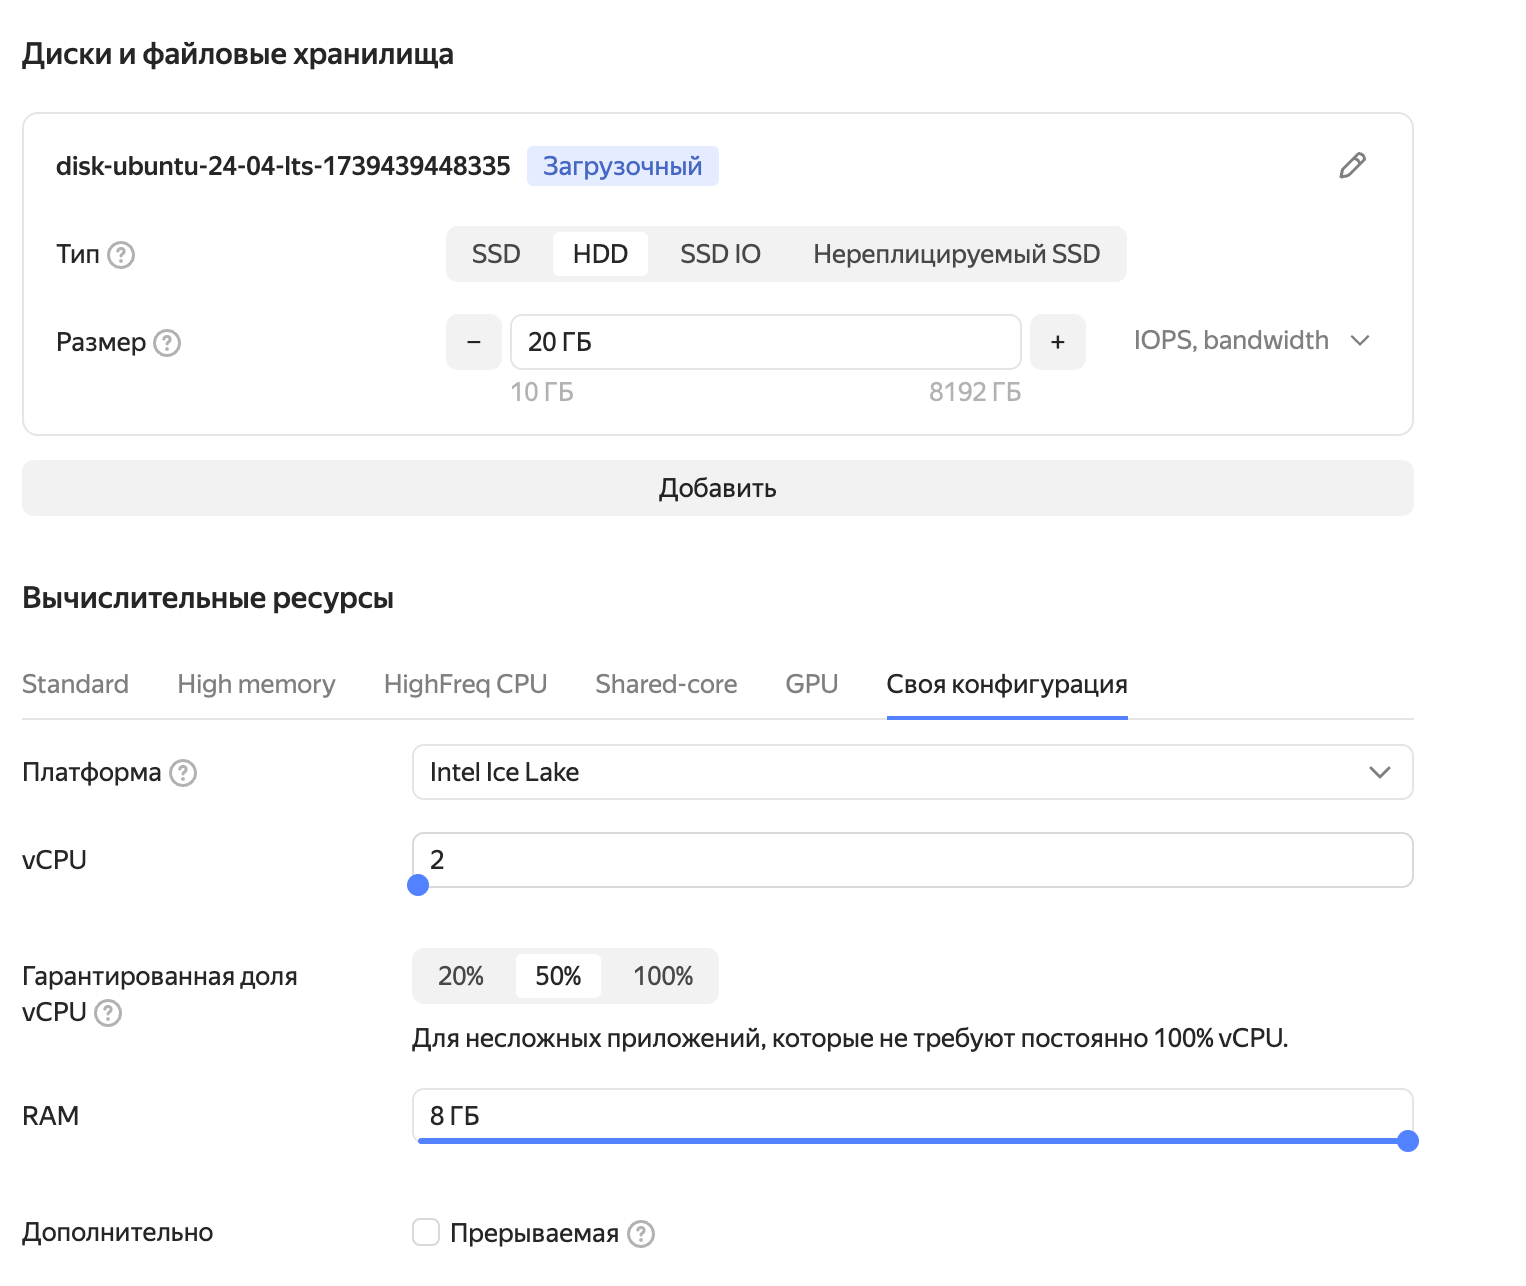 Диски и файловые хранилища
disk-ubuntu-24-04-lts-1739439448335 Загрузочный
Тип ? SSD HDD SSD IO Нереплицируемый SSD
Размер ? − 20 ГБ + IOPS, bandwidth
10 ГБ 8192 ГБ
Добавить
Вычислительные ресурсы
Standard High memory HighFreq CPU Shared-core GPU Своя конфигурация
Платформа ? Intel Ice Lake
vCPU 2
Гарантированная доля 20% 50% 100%
vCPU ?
Для несложных приложений, которые не требуют постоянно 100% vCPU.
RAM 8 ГБ
Дополнительно Прерываемая ?